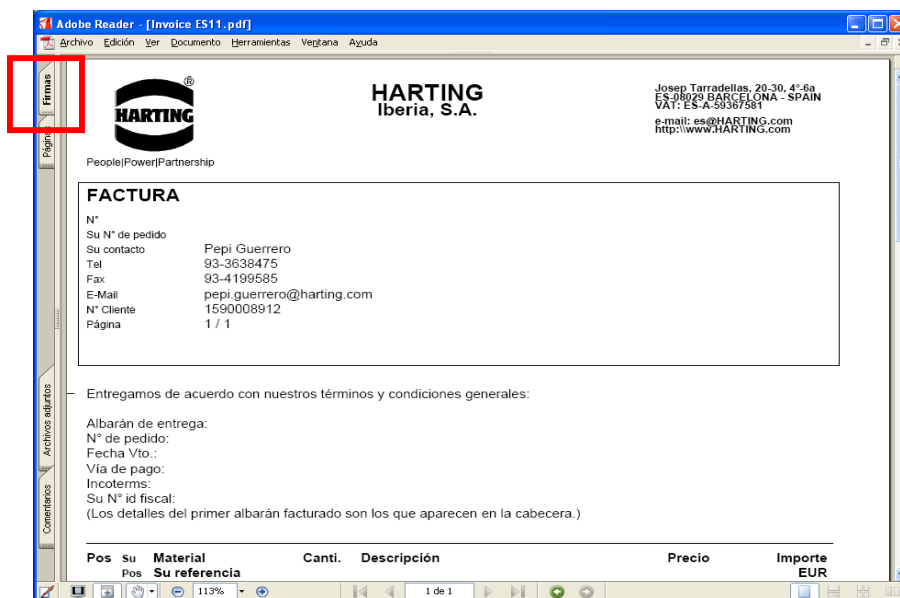 Adobe Reader - [Invoice ES11.pdf]
Archivo Edición Ver Documento Herramientas Ventana Ayuda
Firmas
Páginas
Archivos adjuntos
Comentarios
HARTING
®
People|Power|Partnership
HARTING
Iberia, S.A.
Josep Tarradellas, 20-30, 4°-6a
ES-08029 BARCELONA - SPAIN
VAT: ES-A-59367581
e-mail: es@HARTING.com
http:\\www.HARTING.com
FACTURA
N°
Su N° de pedido
Su contacto Pepi Guerrero
Tel 93-3638475
Fax 93-4199585
E-Mail pepi.guerrero@harting.com
N° Cliente 1590008912
Página 1 / 1
Entregamos de acuerdo con nuestros términos y condiciones generales:
Albarán de entrega:
N° de pedido:
Fecha Vto.:
Vía de pago:
Incoterms:
Su N° id fiscal:
(Los detalles del primer albarán facturado son los que aparecen en la cabecera.)
Pos Su Material Canti. Descripción Precio Importe
Pos Su referencia EUR
113% 1 de 1